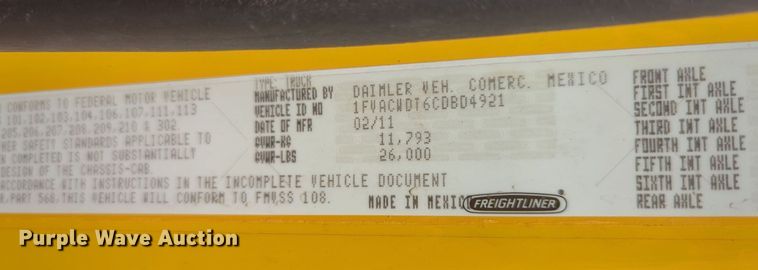 CONFORMS TO FEDERAL MOTOR VEHICLE
101,102,103,104,106,107,111,113
205,206,207,208,209,210 & 302
HER SAFETY STANDARDS APPLICABLE TO
N COMPLETED IS NOT SUBSTANTIALLY
DESIGN OF THE CHASSIS-CAB
ACCORDANCE WITH INSTRUCTIONS IN THE INCOMPLETE VEHICLE DOCUMENT
/PART 568, THIS VEHICLE WILL CONFORM TO FMVSS 108.
TYPE: TRUCK
MANUFACTURED BY DAIMLER VEH. COMERC. MEXICO
VEHICLE ID NO 1FVACWDT6CDBD4921
DATE OF MFR 02/11
GVWR-KG 11,793
GVWR-LBS 26,000
MADE IN MEXICO
FREIGHTLINER®
FRONT AXLE
FIRST INT AXLE
SECOND INT AXLE
THIRD INT AXLE
FOURTH INT AXLE
FIFTH INT AXLE
SIXTH INT AXLE
REAR AXLE
Purple Wave Auction